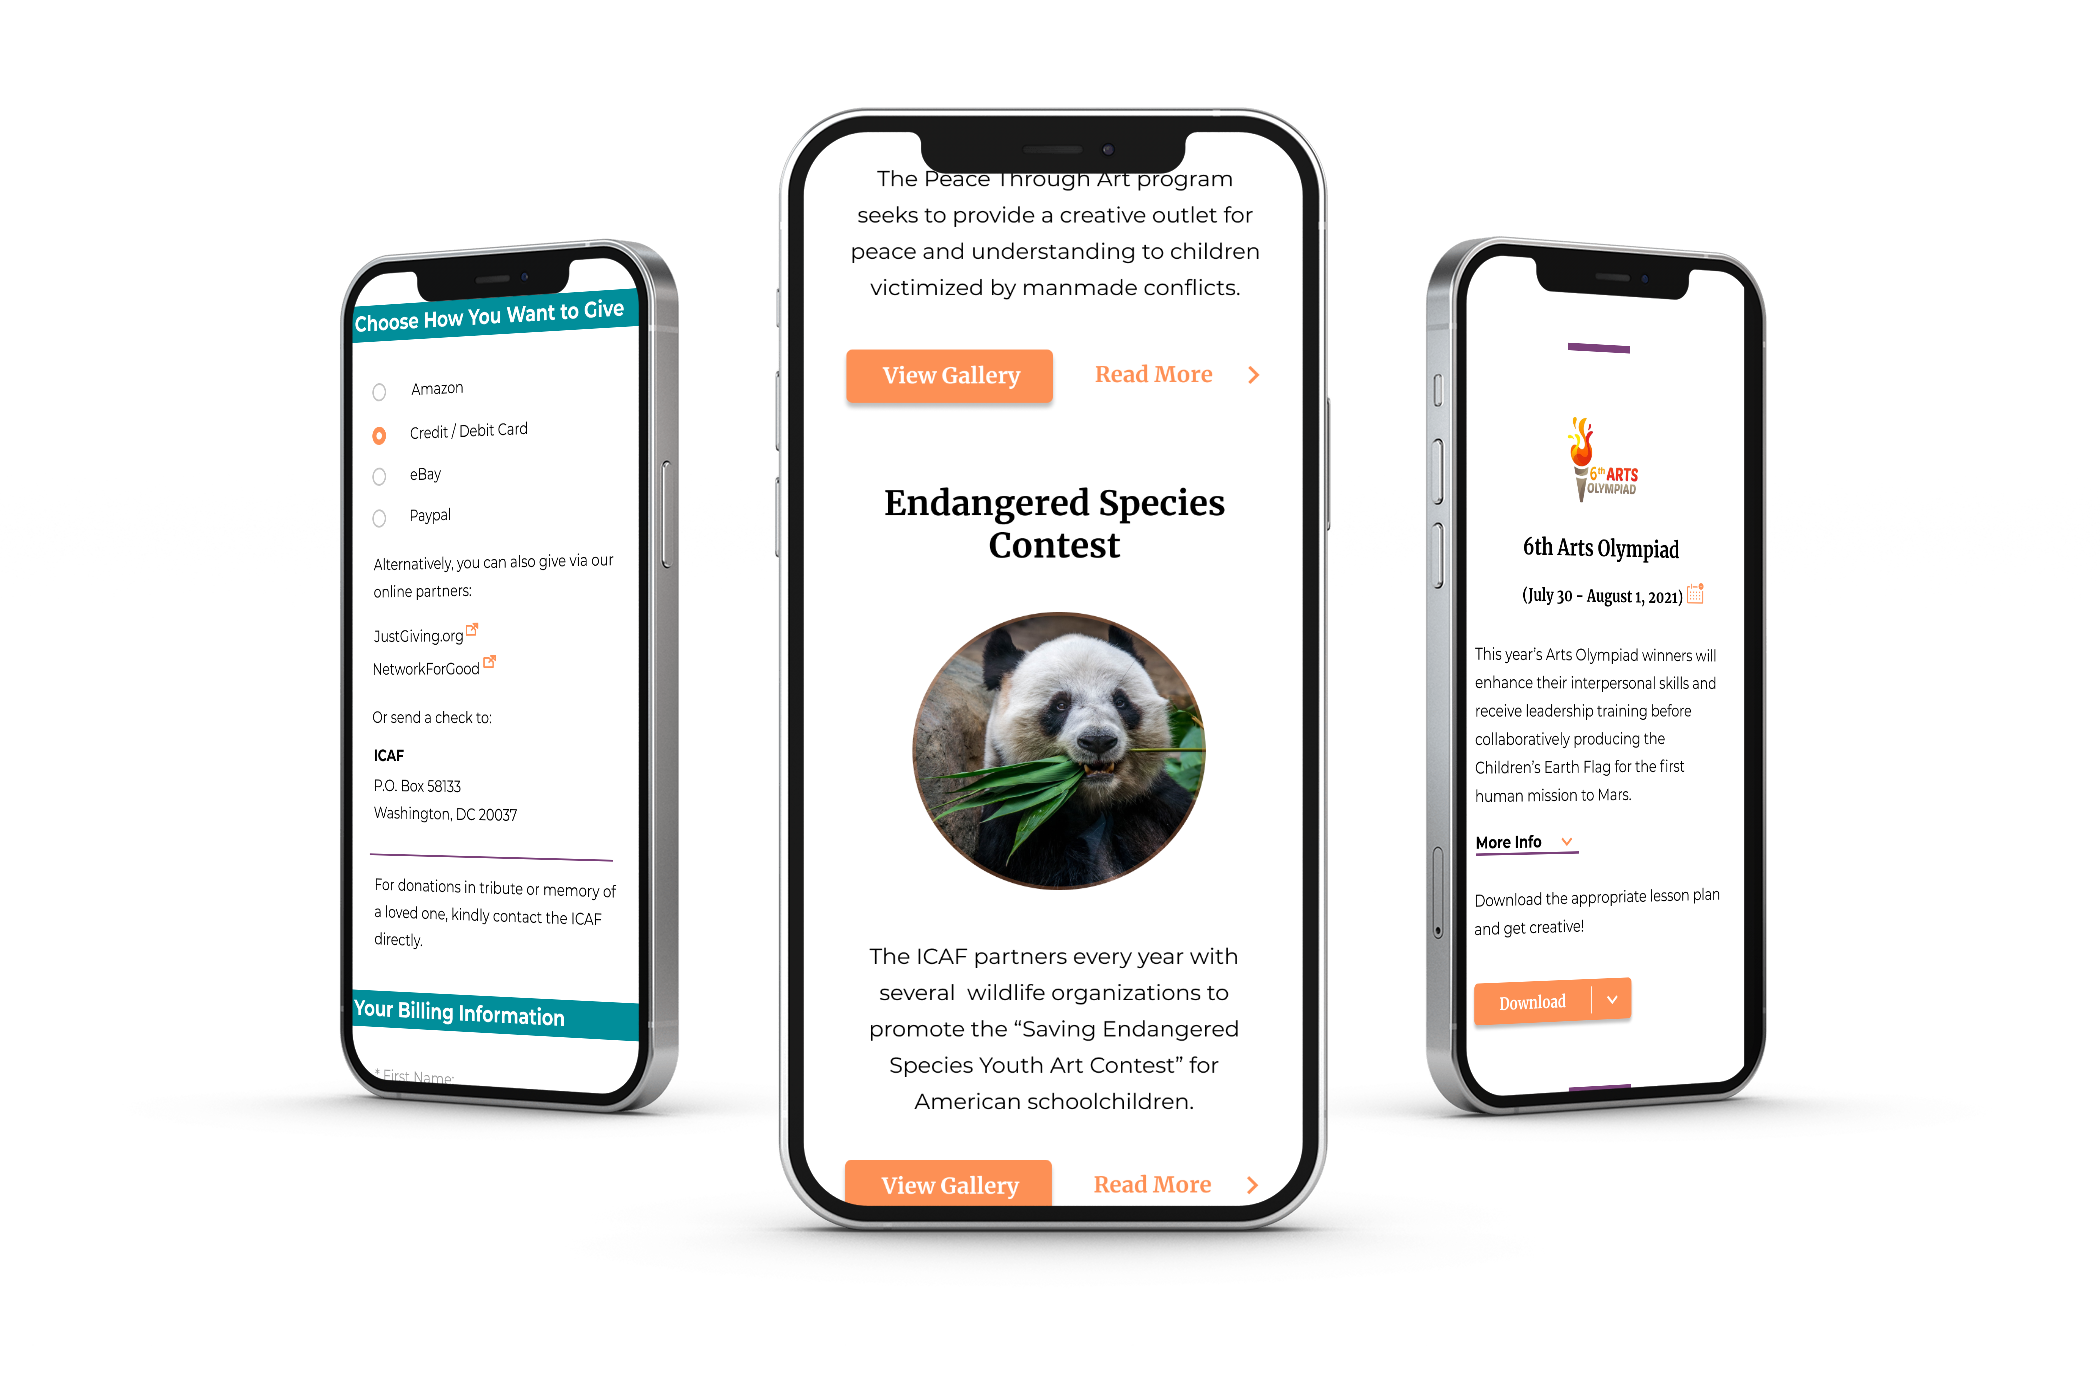 Choose How You Want to Give
Amazon
Credit / Debit Card
eBay
Paypal
Alternatively, you can also give via our
online partners:
JustGiving.org
NetworkForGood
Or send a check to:
ICAF
P.O. Box 58133
Washington, DC 20037
For donations in tribute or memory of
a loved one, kindly contact the ICAF
directly.
Your Billing Information
* First Name:
The Peace Through Art program
seeks to provide a creative outlet for
peace and understanding to children
victimized by manmade conflicts.
View Gallery
Read More
Endangered Species
Contest
The ICAF partners every year with
several wildlife organizations to
promote the “Saving Endangered
Species Youth Art Contest” for
American schoolchildren.
View Gallery
Read More
6th ARTS
OLYMPIAD
6th Arts Olympiad
(July 30 - August 1, 2021)
This year’s Arts Olympiad winners will
enhance their interpersonal skills and
receive leadership training before
collaboratively producing the
Children’s Earth Flag for the first
human mission to Mars.
More Info
Download the appropriate lesson plan
and get creative!
Download